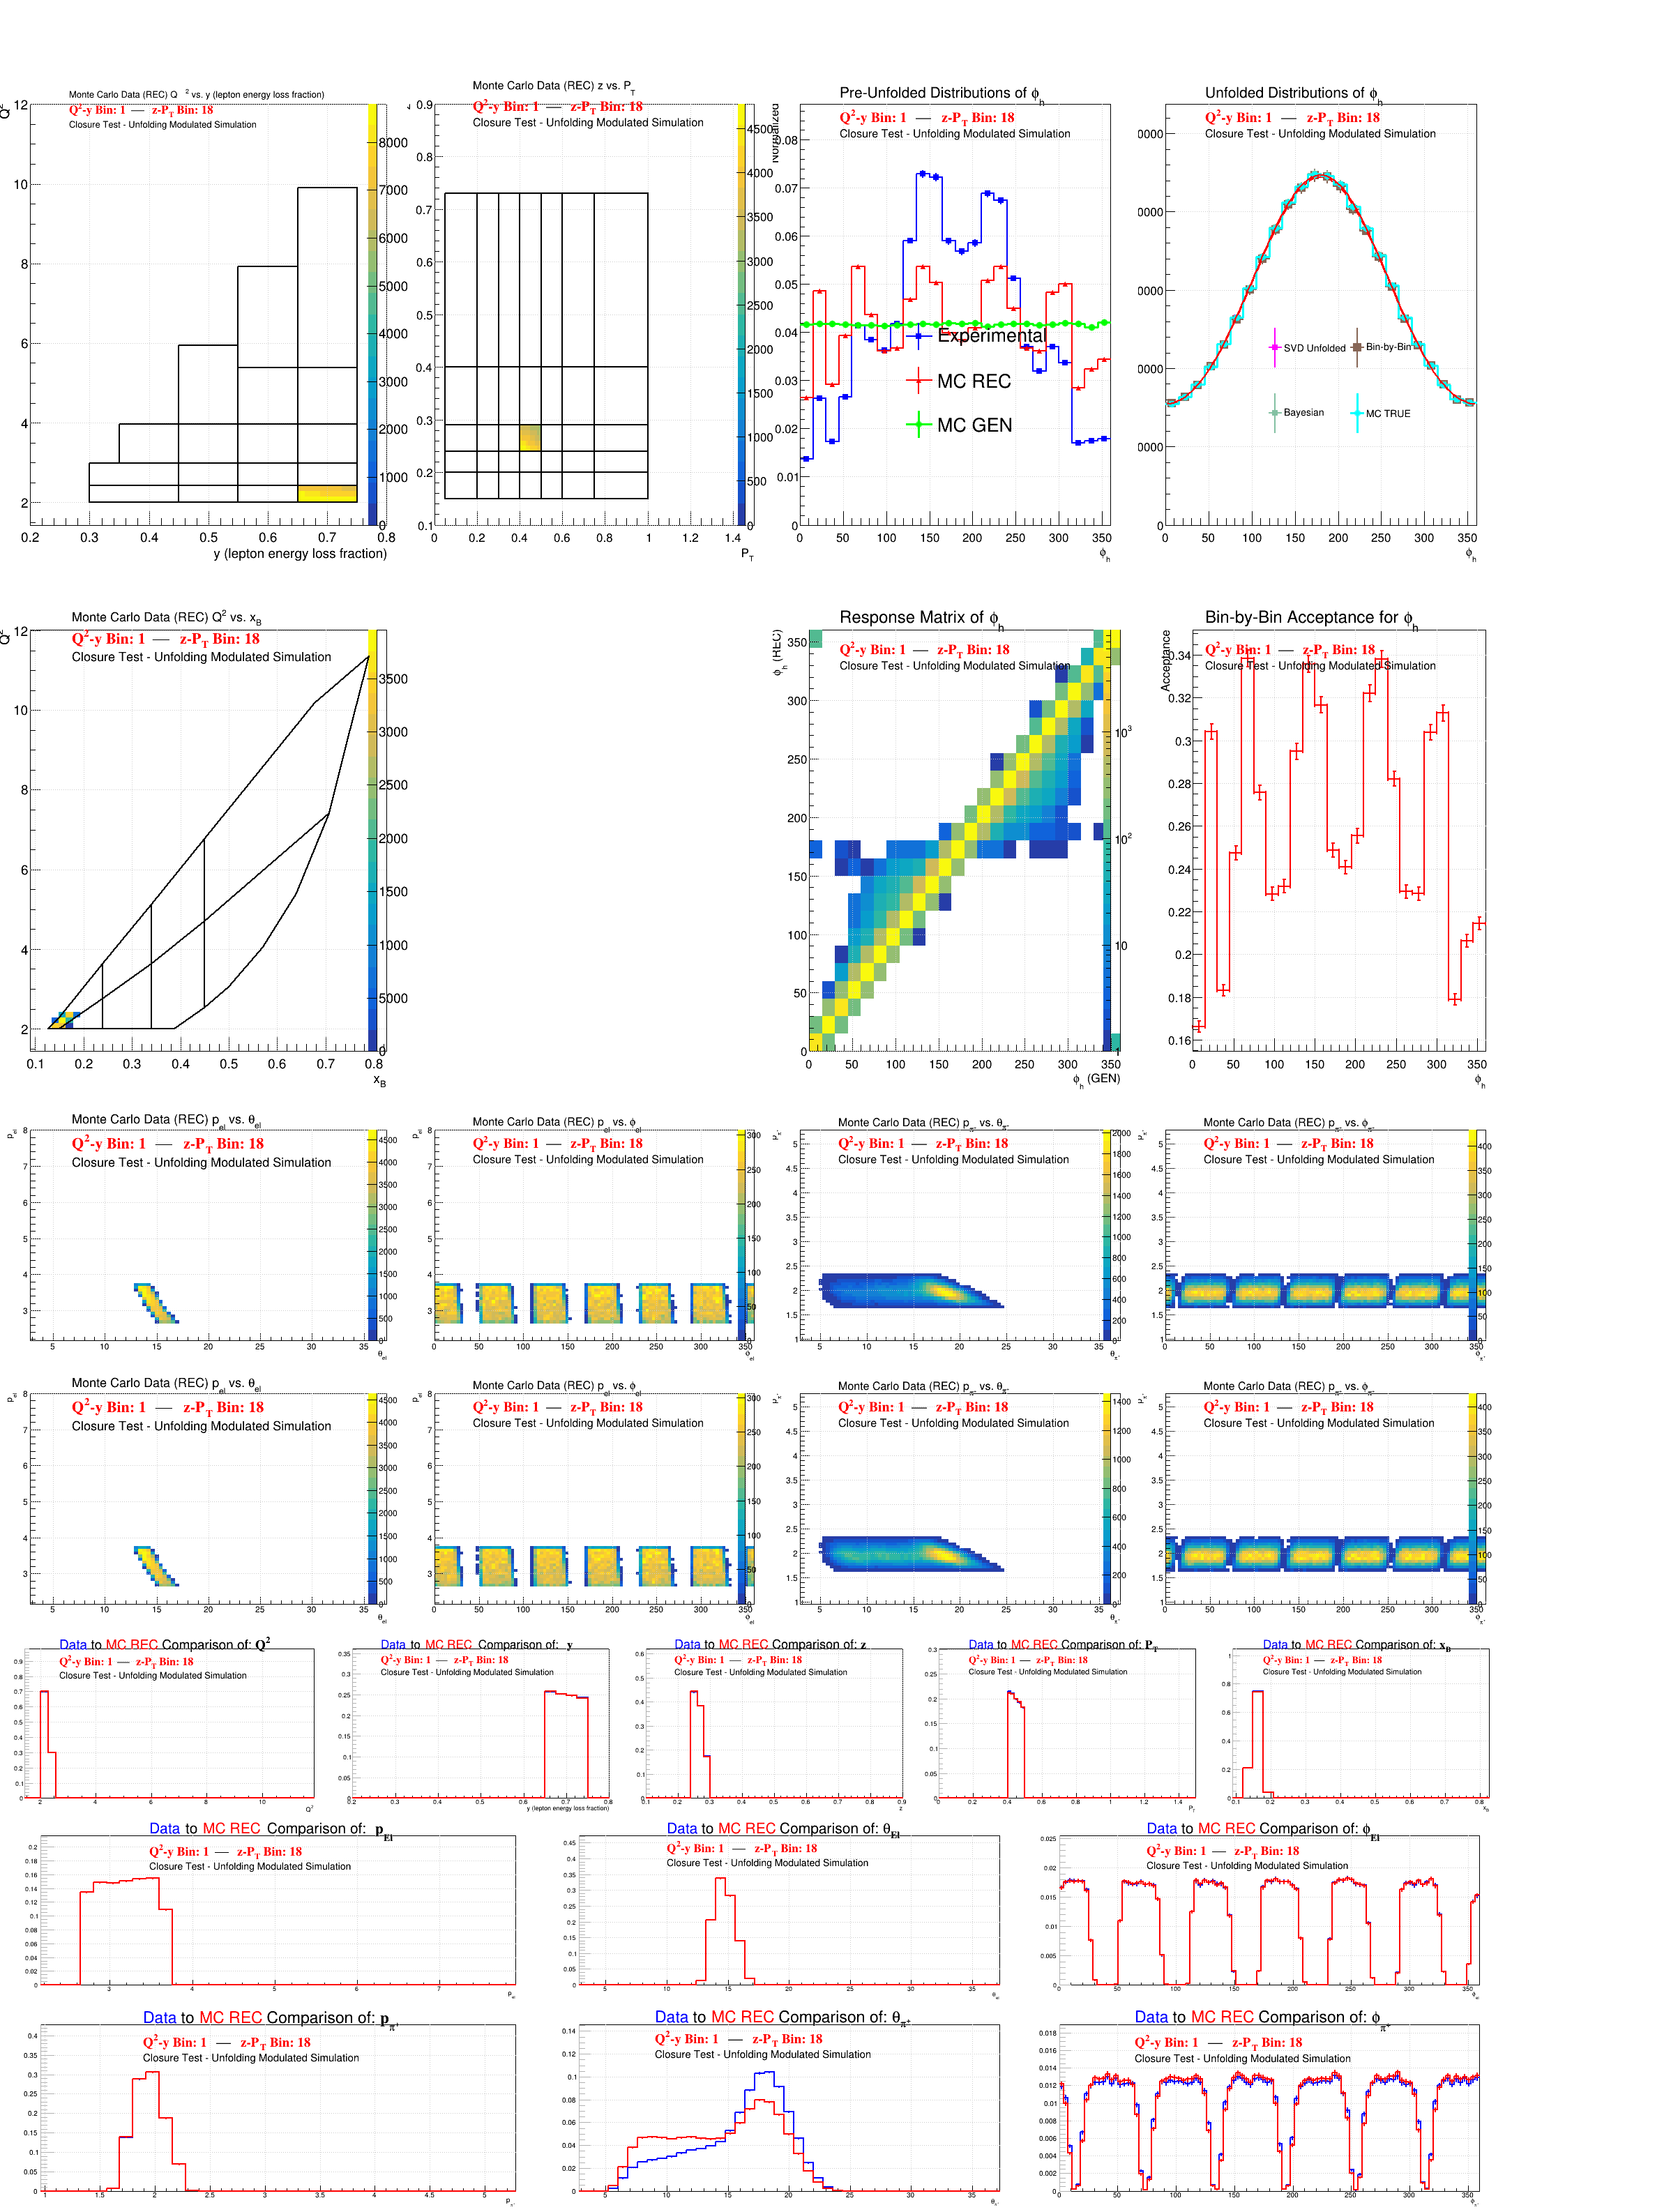 Monte Carlo Data (REC) Q² vs. y (lepton energy loss fraction)
Q²-y Bin: 1 — z-P_T Bin: 18
Closure Test - Unfolding Modulated Simulation
y (lepton energy loss fraction)
Monte Carlo Data (REC) z vs. P_T
Q²-y Bin: 1 — z-P_T Bin: 18
Closure Test - Unfolding Modulated Simulation
P_T
Pre-Unfolded Distributions of ϕ_h
Q²-y Bin: 1 — z-P_T Bin: 18
Closure Test - Unfolding Modulated Simulation
Normalized
Experimental
MC REC
MC GEN
ϕ_h
Unfolded Distributions of ϕ_h
Q²-y Bin: 1 — z-P_T Bin: 18
Closure Test - Unfolding Modulated Simulation
SVD Unfolded
Bin-by-Bin
Bayesian
MC TRUE
ϕ_h
Monte Carlo Data (REC) Q² vs. x_B
Q²-y Bin: 1 — z-P_T Bin: 18
Closure Test - Unfolding Modulated Simulation
x_B
Response Matrix of ϕ_h
Q²-y Bin: 1 — z-P_T Bin: 18
Closure Test - Unfolding Modulated Simulation
ϕ_h (REC)
ϕ_h (GEN)
Bin-by-Bin Acceptance for ϕ_h
Q²-y Bin: 1 — z-P_T Bin: 18
Closure Test - Unfolding Modulated Simulation
Acceptance
ϕ_h
Monte Carlo Data (REC) p_el vs. θ_el
Q²-y Bin: 1 — z-P_T Bin: 18
Closure Test - Unfolding Modulated Simulation
Monte Carlo Data (REC) p_el vs. ϕ_el
Q²-y Bin: 1 — z-P_T Bin: 18
Closure Test - Unfolding Modulated Simulation
Monte Carlo Data (REC) p_π⁺ vs. θ_π⁺
Q²-y Bin: 1 — z-P_T Bin: 18
Closure Test - Unfolding Modulated Simulation
Monte Carlo Data (REC) p_π⁺ vs. ϕ_π⁺
Q²-y Bin: 1 — z-P_T Bin: 18
Closure Test - Unfolding Modulated Simulation
Monte Carlo Data (REC) p_el vs. θ_el
Q²-y Bin: 1 — z-P_T Bin: 18
Closure Test - Unfolding Modulated Simulation
Monte Carlo Data (REC) p_el vs. ϕ_el
Q²-y Bin: 1 — z-P_T Bin: 18
Closure Test - Unfolding Modulated Simulation
Monte Carlo Data (REC) p_π⁺ vs. θ_π⁺
Q²-y Bin: 1 — z-P_T Bin: 18
Closure Test - Unfolding Modulated Simulation
Monte Carlo Data (REC) p_π⁺ vs. ϕ_π⁺
Q²-y Bin: 1 — z-P_T Bin: 18
Closure Test - Unfolding Modulated Simulation
Data to MC REC Comparison of: Q²
Q²-y Bin: 1 — z-P_T Bin: 18
Closure Test - Unfolding Modulated Simulation
Q²
Data to MC REC Comparison of: y
Q²-y Bin: 1 — z-P_T Bin: 18
Closure Test - Unfolding Modulated Simulation
y (lepton energy loss fraction)
Data to MC REC Comparison of: z
Q²-y Bin: 1 — z-P_T Bin: 18
Closure Test - Unfolding Modulated Simulation
z
Data to MC REC Comparison of: P_T
Q²-y Bin: 1 — z-P_T Bin: 18
Closure Test - Unfolding Modulated Simulation
P_T
Data to MC REC Comparison of: x_B
Q²-y Bin: 1 — z-P_T Bin: 18
Closure Test - Unfolding Modulated Simulation
x_B
Data to MC REC Comparison of: p_El
Q²-y Bin: 1 — z-P_T Bin: 18
Closure Test - Unfolding Modulated Simulation
Data to MC REC Comparison of: θ_El
Q²-y Bin: 1 — z-P_T Bin: 18
Closure Test - Unfolding Modulated Simulation
Data to MC REC Comparison of: ϕ_El
Q²-y Bin: 1 — z-P_T Bin: 18
Closure Test - Unfolding Modulated Simulation
Data to MC REC Comparison of: p_π⁺
Q²-y Bin: 1 — z-P_T Bin: 18
Closure Test - Unfolding Modulated Simulation
Data to MC REC Comparison of: θ_π⁺
Q²-y Bin: 1 — z-P_T Bin: 18
Closure Test - Unfolding Modulated Simulation
Data to MC REC Comparison of: ϕ_π⁺
Q²-y Bin: 1 — z-P_T Bin: 18
Closure Test - Unfolding Modulated Simulation